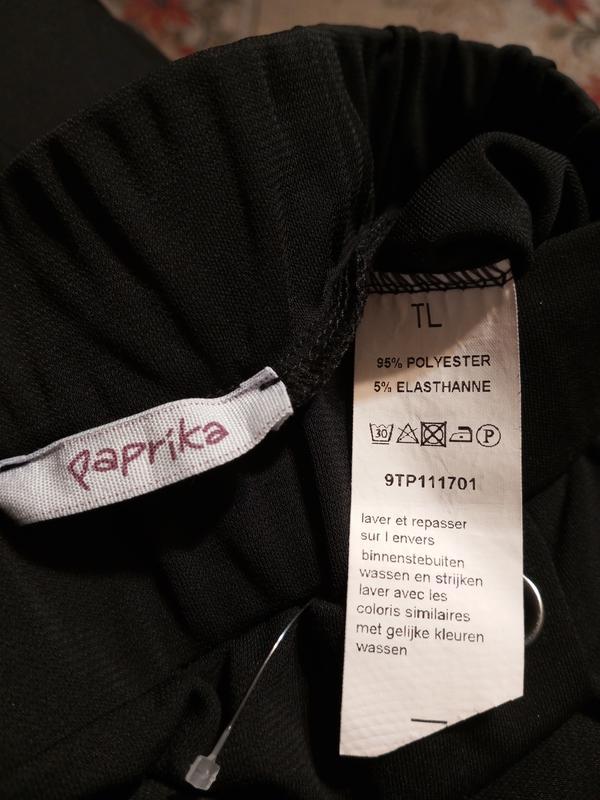 paprika
TL
95% POLYESTER
5% ELASTHANNE
30 P
9TP111701
laver et repasser
sur l envers
binnenstebuiten
wassen en strijken
laver avec les
coloris similaires
met gelijke kleuren
wassen